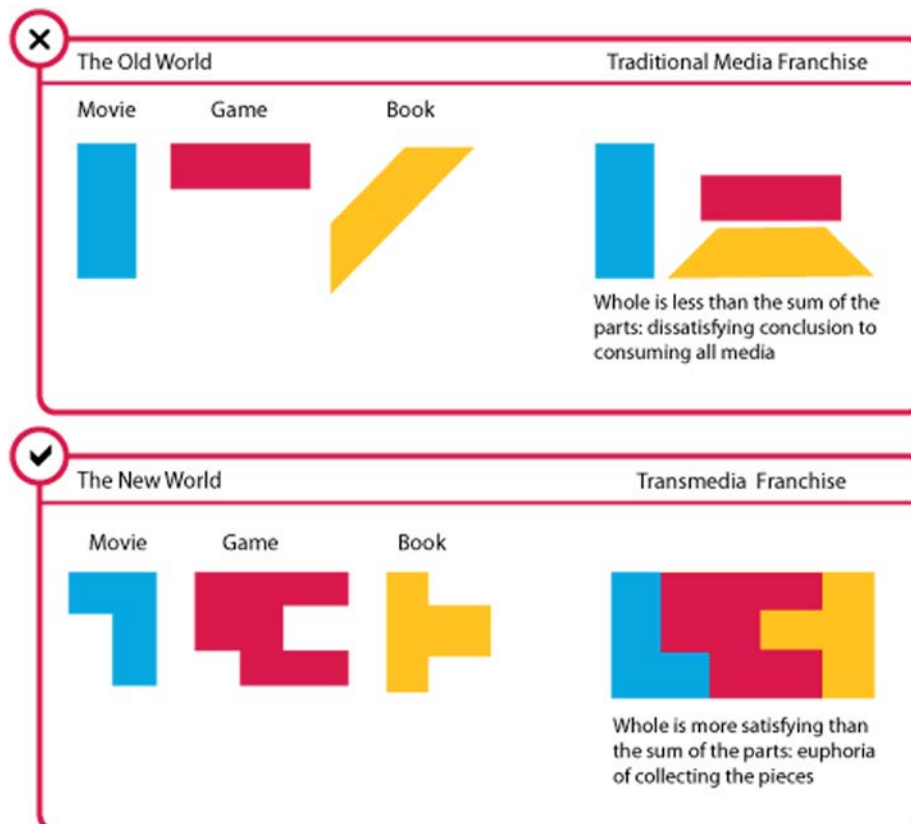 The Old World
Traditional Media Franchise
Movie
Game
Book
Whole is less than the sum of the
parts: dissatisfying conclusion to
consuming all media
The New World
Transmedia Franchise
Movie
Game
Book
Whole is more satisfying than
the sum of the parts: euphoria
of collecting the pieces